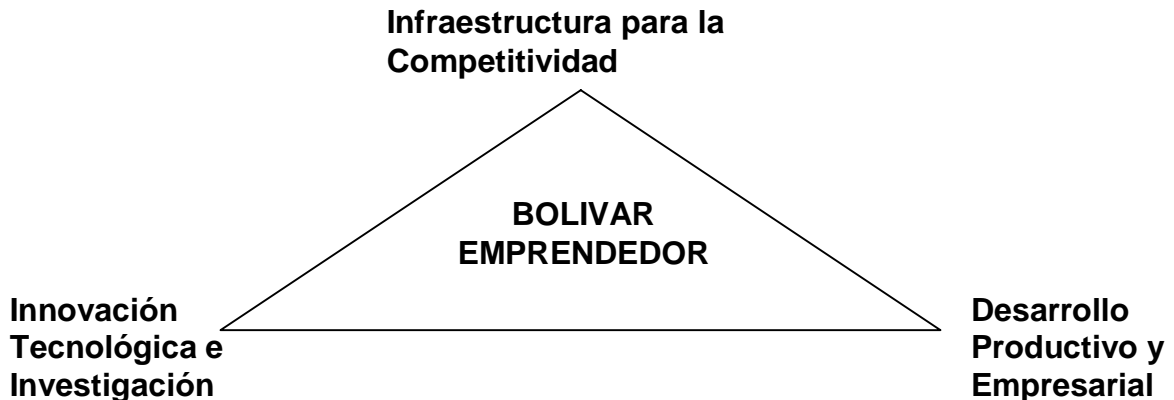 Infraestructura para la
Competitividad
BOLIVAR
EMPRENDEDOR
Innovación
Tecnológica e
Investigación
Desarrollo
Productivo y
Empresarial